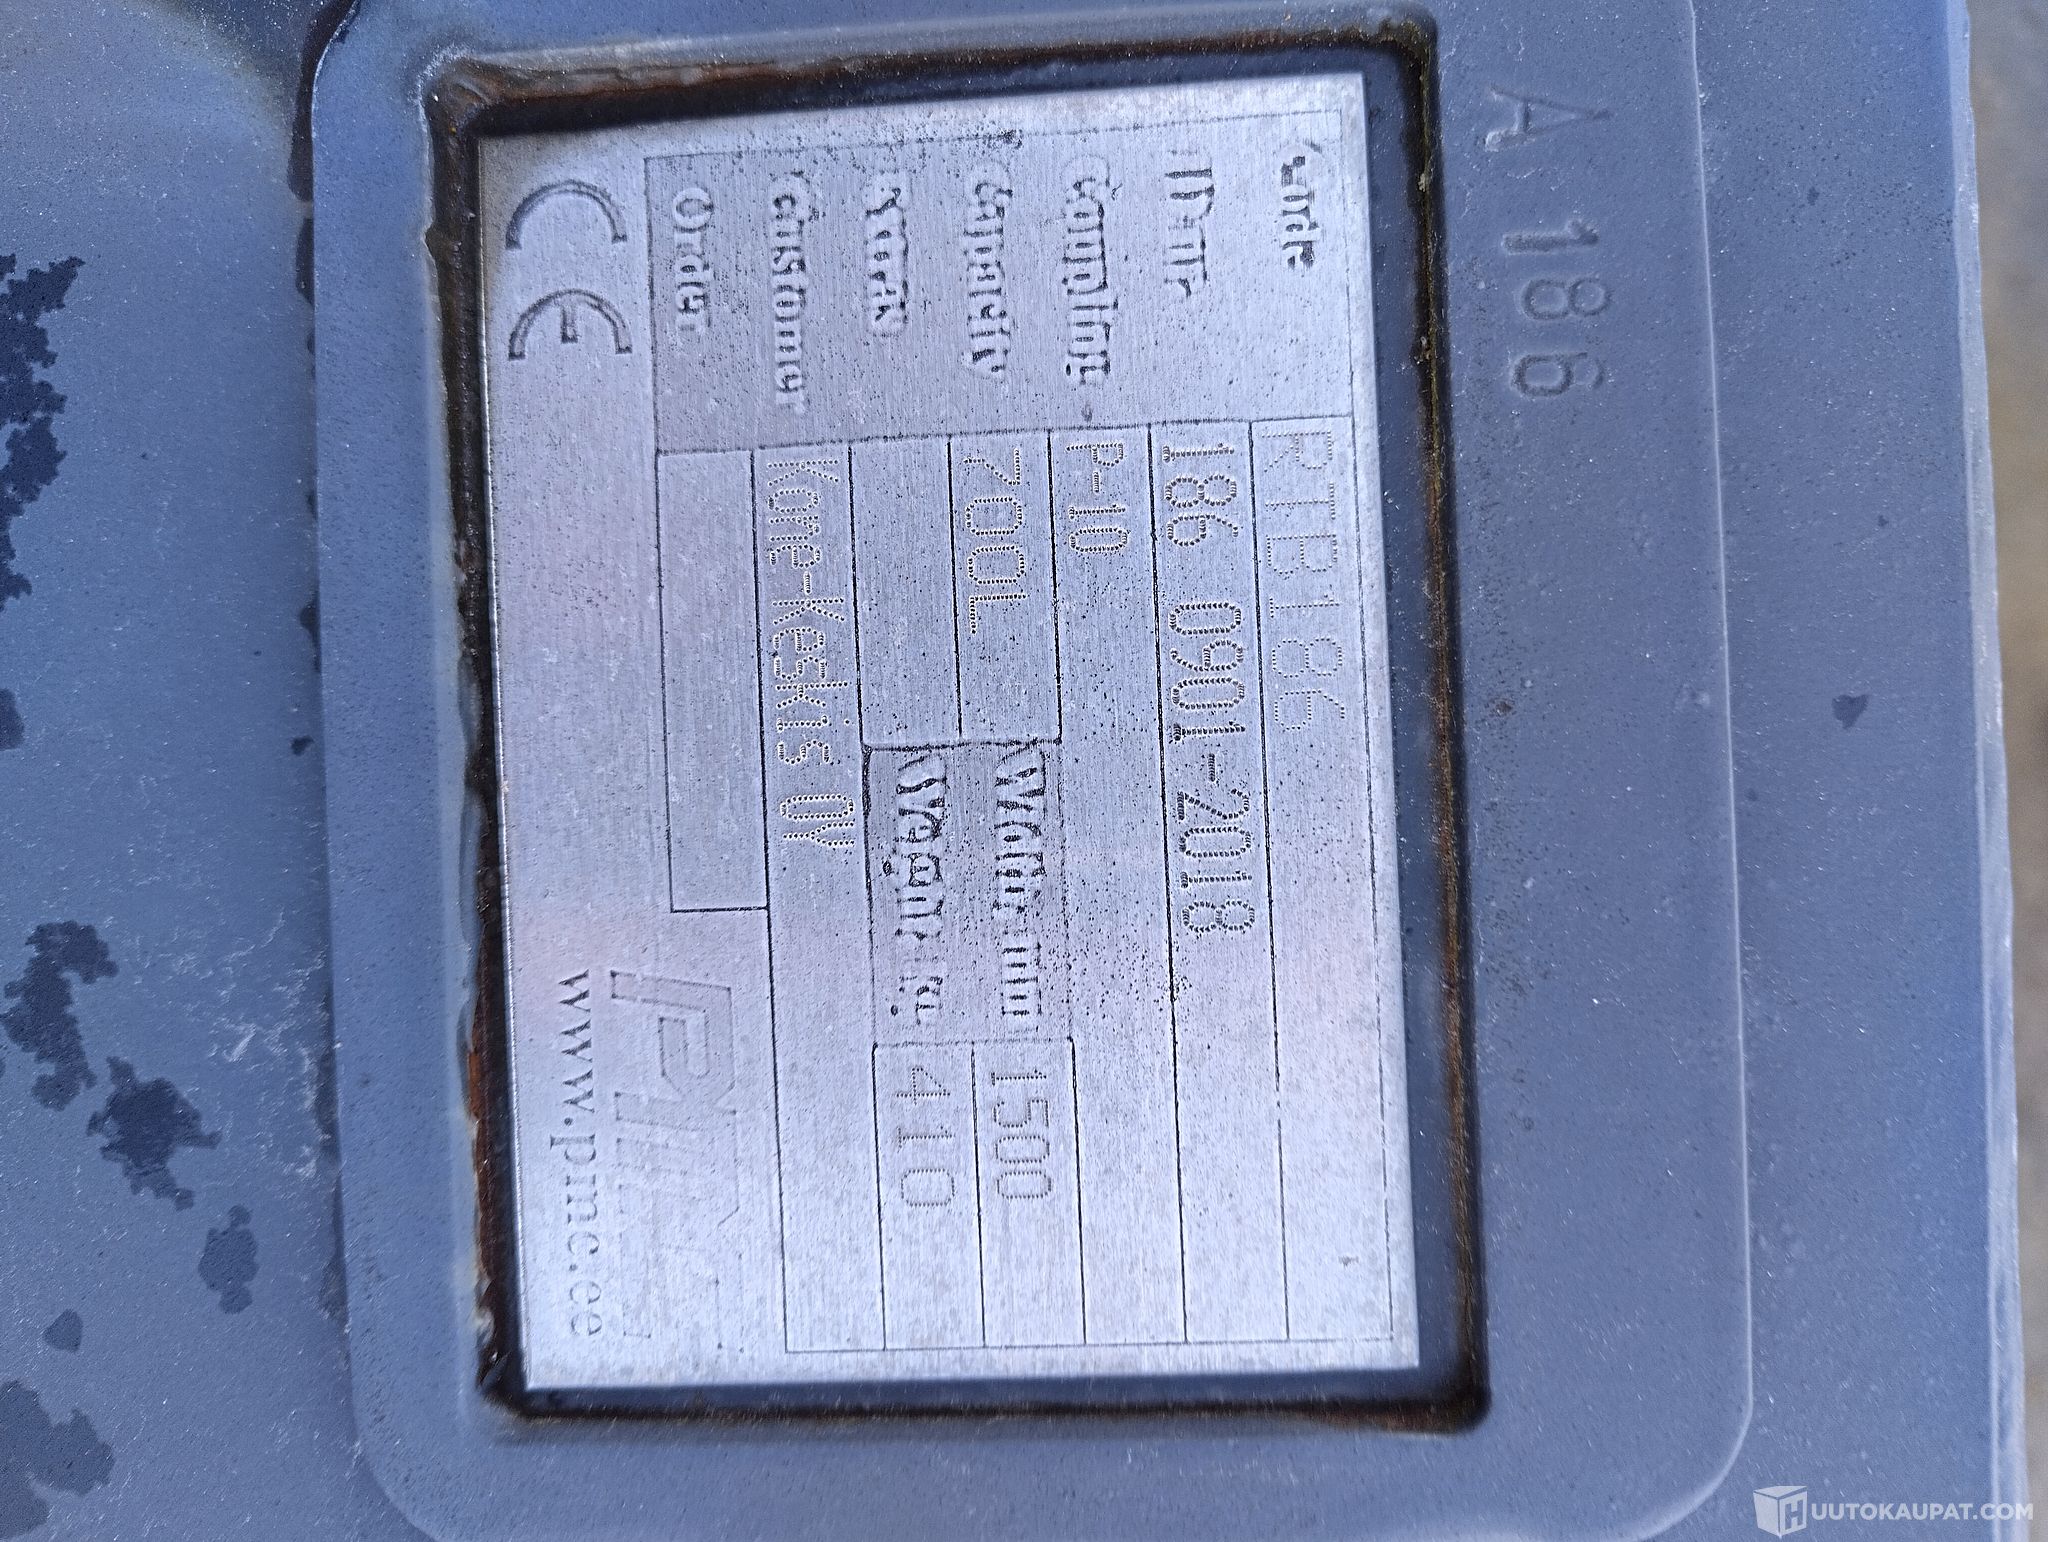 A 186
Code RTB186
ID-nr 186 0901-2018
Coupling P-10
Capacity 700L Width, mm 1500
Weight, kg 410
Customer Kone-Keskis OY
Order
CE
www.pmc.ee
HUUTOKAUPAT.COM